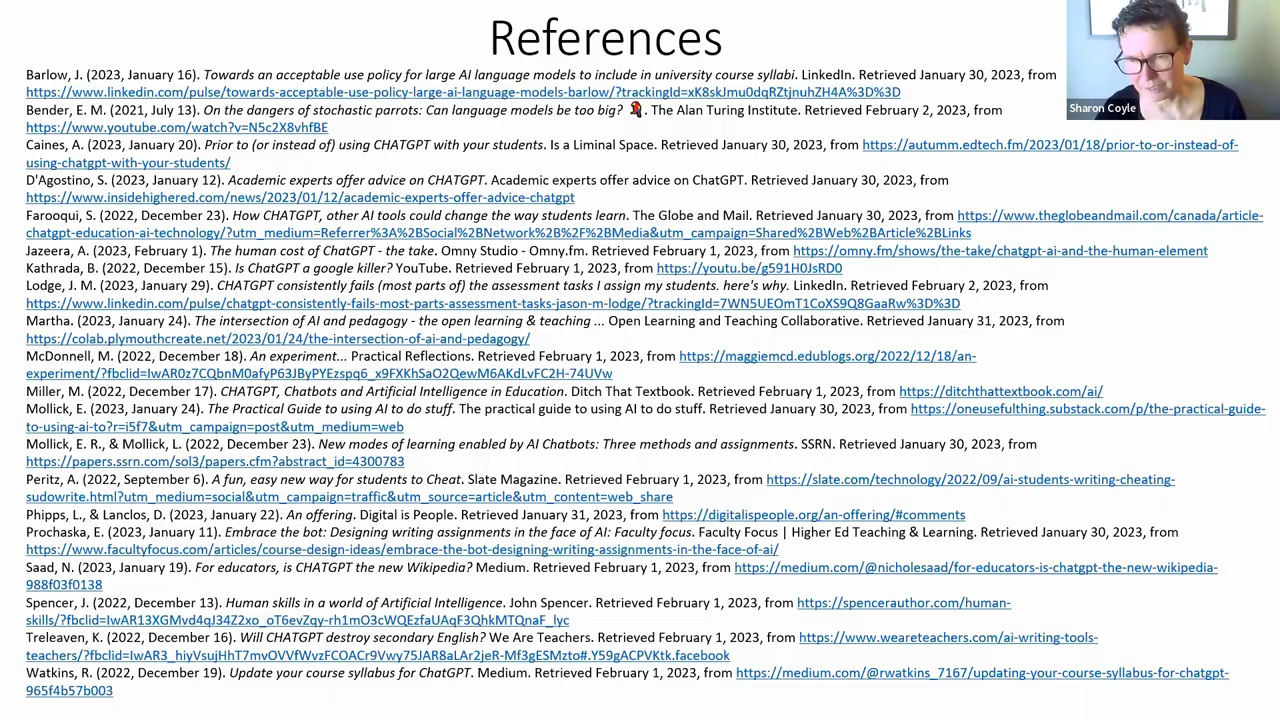 References
Sharon Coyle
Barlow, J. (2023, January 16). Towards an acceptable use policy for large AI language models to include in university course syllabi. LinkedIn. Retrieved January 30, 2023, from
https://www.linkedin.com/pulse/towards-acceptable-use-policy-large-ai-language-models-barlow/?trackingId=xK8skJmu0dqRZtjnuhZH4A%3D%3D
Bender, E. M. (2021, July 13). On the dangers of stochastic parrots: Can language models be too big? 🦜. The Alan Turing Institute. Retrieved February 2, 2023, from
https://www.youtube.com/watch?v=N5c2X8vhfBE
Caines, A. (2023, January 20). Prior to (or instead of) using CHATGPT with your students. Is a Liminal Space. Retrieved January 30, 2023, from https://autumm.edtech.fm/2023/01/18/prior-to-or-instead-of-
using-chatgpt-with-your-students/
D'Agostino, S. (2023, January 12). Academic experts offer advice on CHATGPT. Academic experts offer advice on ChatGPT. Retrieved January 30, 2023, from
https://www.insidehighered.com/news/2023/01/12/academic-experts-offer-advice-chatgpt
Farooqui, S. (2022, December 23). How CHATGPT, other AI tools could change the way students learn. The Globe and Mail. Retrieved January 30, 2023, from https://www.theglobeandmail.com/canada/article-
chatgpt-education-ai-technology/?utm_medium=Referrer%3A%2BSocial%2BNetwork%2B%2F%2BMedia&utm_campaign=Shared%2BWeb%2BArticle%2BLinks
Jazeera, A. (2023, February 1). The human cost of ChatGPT - the take. Omny Studio - Omny.fm. Retrieved February 1, 2023, from https://omny.fm/shows/the-take/chatgpt-ai-and-the-human-element
Kathrada, B. (2022, December 15). Is ChatGPT a google killer? YouTube. Retrieved February 1, 2023, from https://youtu.be/g591H0JsRD0
Lodge, J. M. (2023, January 29). CHATGPT consistently fails (most parts of) the assessment tasks I assign my students. here's why. LinkedIn. Retrieved February 2, 2023, from
https://www.linkedin.com/pulse/chatgpt-consistently-fails-most-parts-assessment-tasks-jason-m-lodge/?trackingId=7WN5UEOmT1CoXS9Q8GaaRw%3D%3D
Martha. (2023, January 24). The intersection of AI and pedagogy - the open learning & teaching ... Open Learning and Teaching Collaborative. Retrieved January 31, 2023, from
https://colab.plymouthcreate.net/2023/01/24/the-intersection-of-ai-and-pedagogy/
McDonnell, M. (2022, December 18). An experiment... Practical Reflections. Retrieved February 1, 2023, from https://maggiemcd.edublogs.org/2022/12/18/an-
experiment/?fbclid=IwAR0z7CQbnM0afyP63JByPYEzspq6_x9FXKhSaO2QewM6AKdLvFC2H-74UVw
Miller, M. (2022, December 17). CHATGPT, Chatbots and Artificial Intelligence in Education. Ditch That Textbook. Retrieved February 1, 2023, from https://ditchthattextbook.com/ai/
Mollick, E. (2023, January 24). The Practical Guide to using AI to do stuff. The practical guide to using AI to do stuff. Retrieved January 30, 2023, from https://oneusefulthing.substack.com/p/the-practical-guide-
to-using-ai-to?r=i5f7&utm_campaign=post&utm_medium=web
Mollick, E. R., & Mollick, L. (2022, December 23). New modes of learning enabled by AI Chatbots: Three methods and assignments. SSRN. Retrieved January 30, 2023, from
https://papers.ssrn.com/sol3/papers.cfm?abstract_id=4300783
Peritz, A. (2022, September 6). A fun, easy new way for students to Cheat. Slate Magazine. Retrieved February 1, 2023, from https://slate.com/technology/2022/09/ai-students-writing-cheating-
sudowrite.html?utm_medium=social&utm_campaign=traffic&utm_source=article&utm_content=web_share
Phipps, L., & Lanclos, D. (2023, January 22). An offering. Digital is People. Retrieved January 31, 2023, from https://digitalispeople.org/an-offering/#comments
Prochaska, E. (2023, January 11). Embrace the bot: Designing writing assignments in the face of AI: Faculty focus. Faculty Focus | Higher Ed Teaching & Learning. Retrieved January 30, 2023, from
https://www.facultyfocus.com/articles/course-design-ideas/embrace-the-bot-designing-writing-assignments-in-the-face-of-ai/
Saad, N. (2023, January 19). For educators, is CHATGPT the new Wikipedia? Medium. Retrieved February 1, 2023, from https://medium.com/@nicholesaad/for-educators-is-chatgpt-the-new-wikipedia-
988f03f0138
Spencer, J. (2022, December 13). Human skills in a world of Artificial Intelligence. John Spencer. Retrieved February 1, 2023, from https://spencerauthor.com/human-
skills/?fbclid=IwAR13XGMvd4qJ34Z2xo_oT6evZqy-rh1mO3cWQEzfaUAqF3QhkMTQnaF_lyc
Treleaven, K. (2022, December 16). Will CHATGPT destroy secondary English? We Are Teachers. Retrieved February 1, 2023, from https://www.weareteachers.com/ai-writing-tools-
teachers/?fbclid=IwAR3_hiyVsujHhT7mvOVVfWvzFCOACr9Vwy75JAR8aLAr2jeR-Mf3gESMzto#.Y59gACPVKtk.facebook
Watkins, R. (2022, December 19). Update your course syllabus for ChatGPT. Medium. Retrieved February 1, 2023, from https://medium.com/@rwatkins_7167/updating-your-course-syllabus-for-chatgpt-
965f4b57b003